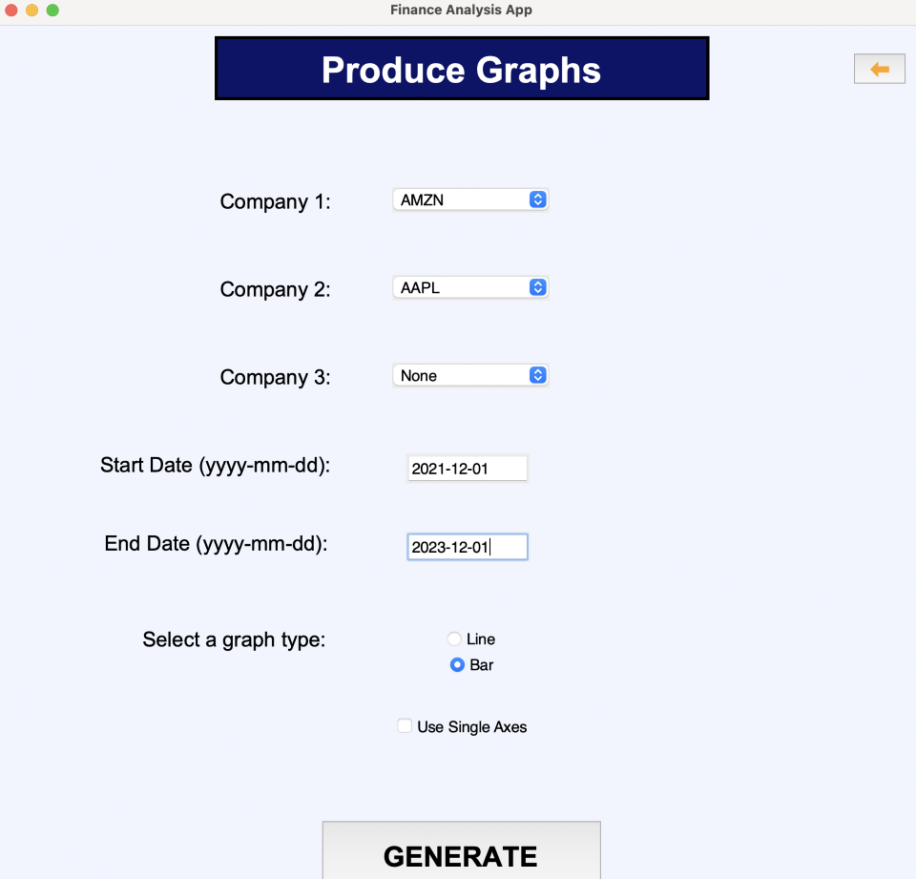 Finance Analysis App
Produce Graphs
Company 1: AMZN
Company 2: AAPL
Company 3: None
Start Date (yyyy-mm-dd): 2021-12-01
End Date (yyyy-mm-dd): 2023-12-01
Select a graph type: Line
Bar
Use Single Axes
GENERATE